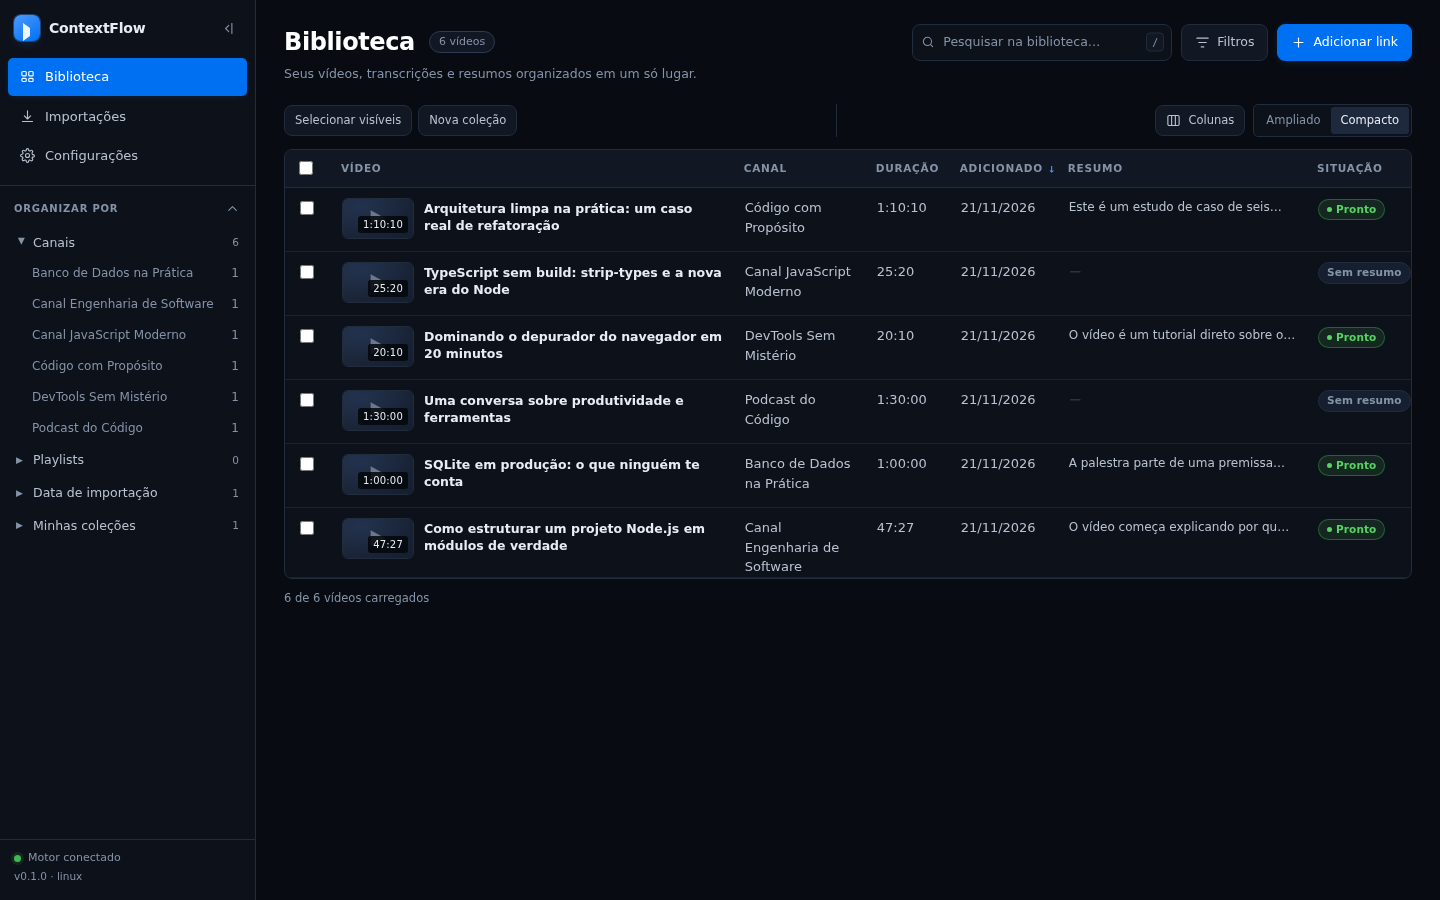 ContextFlow
Biblioteca
Importações
Configurações
ORGANIZAR POR
Canais 6
Banco de Dados na Prática 1
Canal Engenharia de Software 1
Canal JavaScript Moderno 1
Código com Propósito 1
DevTools Sem Mistério 1
Podcast do Código 1
Playlists 0
Data de importação 1
Minhas coleções 1
Motor conectado
v0.1.0 · linux
Biblioteca 6 vídeos
Seus vídeos, transcrições e resumos organizados em um só lugar.
Pesquisar na biblioteca... /
Filtros
Adicionar link
Selecionar visíveis
Nova coleção
Colunas
Ampliado
Compacto
VÍDEO CANAL DURAÇÃO ADICIONADO ↓ RESUMO SITUAÇÃO
1:10:10
Arquitetura limpa na prática: um caso
real de refatoração
Código com
Propósito
1:10:10
21/11/2026
Este é um estudo de caso de seis...
Pronto
25:20
TypeScript sem build: strip-types e a nova
era do Node
Canal JavaScript
Moderno
25:20
21/11/2026
—
Sem resumo
20:10
Dominando o depurador do navegador em
20 minutos
DevTools Sem
Mistério
20:10
21/11/2026
O vídeo é um tutorial direto sobre o...
Pronto
1:30:00
Uma conversa sobre produtividade e
ferramentas
Podcast do
Código
1:30:00
21/11/2026
—
Sem resumo
1:00:00
SQLite em produção: o que ninguém te
conta
Banco de Dados
na Prática
1:00:00
21/11/2026
A palestra parte de uma premissa...
Pronto
47:27
Como estruturar um projeto Node.js em
módulos de verdade
Canal
Engenharia de
Software
47:27
21/11/2026
O vídeo começa explicando por qu...
Pronto
6 de 6 vídeos carregados